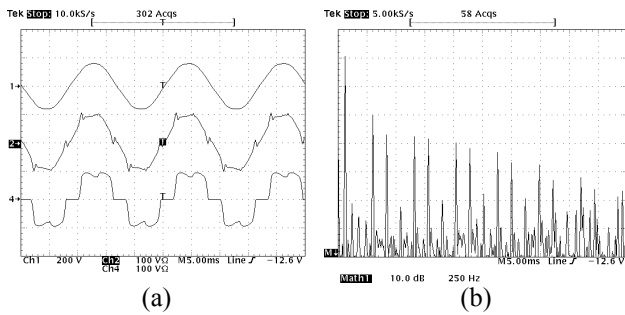 Tek Stop: 10.0kS/s 302 Acqs
T
1→
T
2→
T
4→
T
Ch1 200 V Ch2 100 VΩ M5.00ms Line ƒ −12.6 V
Ch4 100 VΩ
(a)
Tek Stop: 5.00kS/s 58 Acqs
M→
M5.00ms Line ƒ −12.6 V
Math1 10.0 dB 250 Hz
(b)